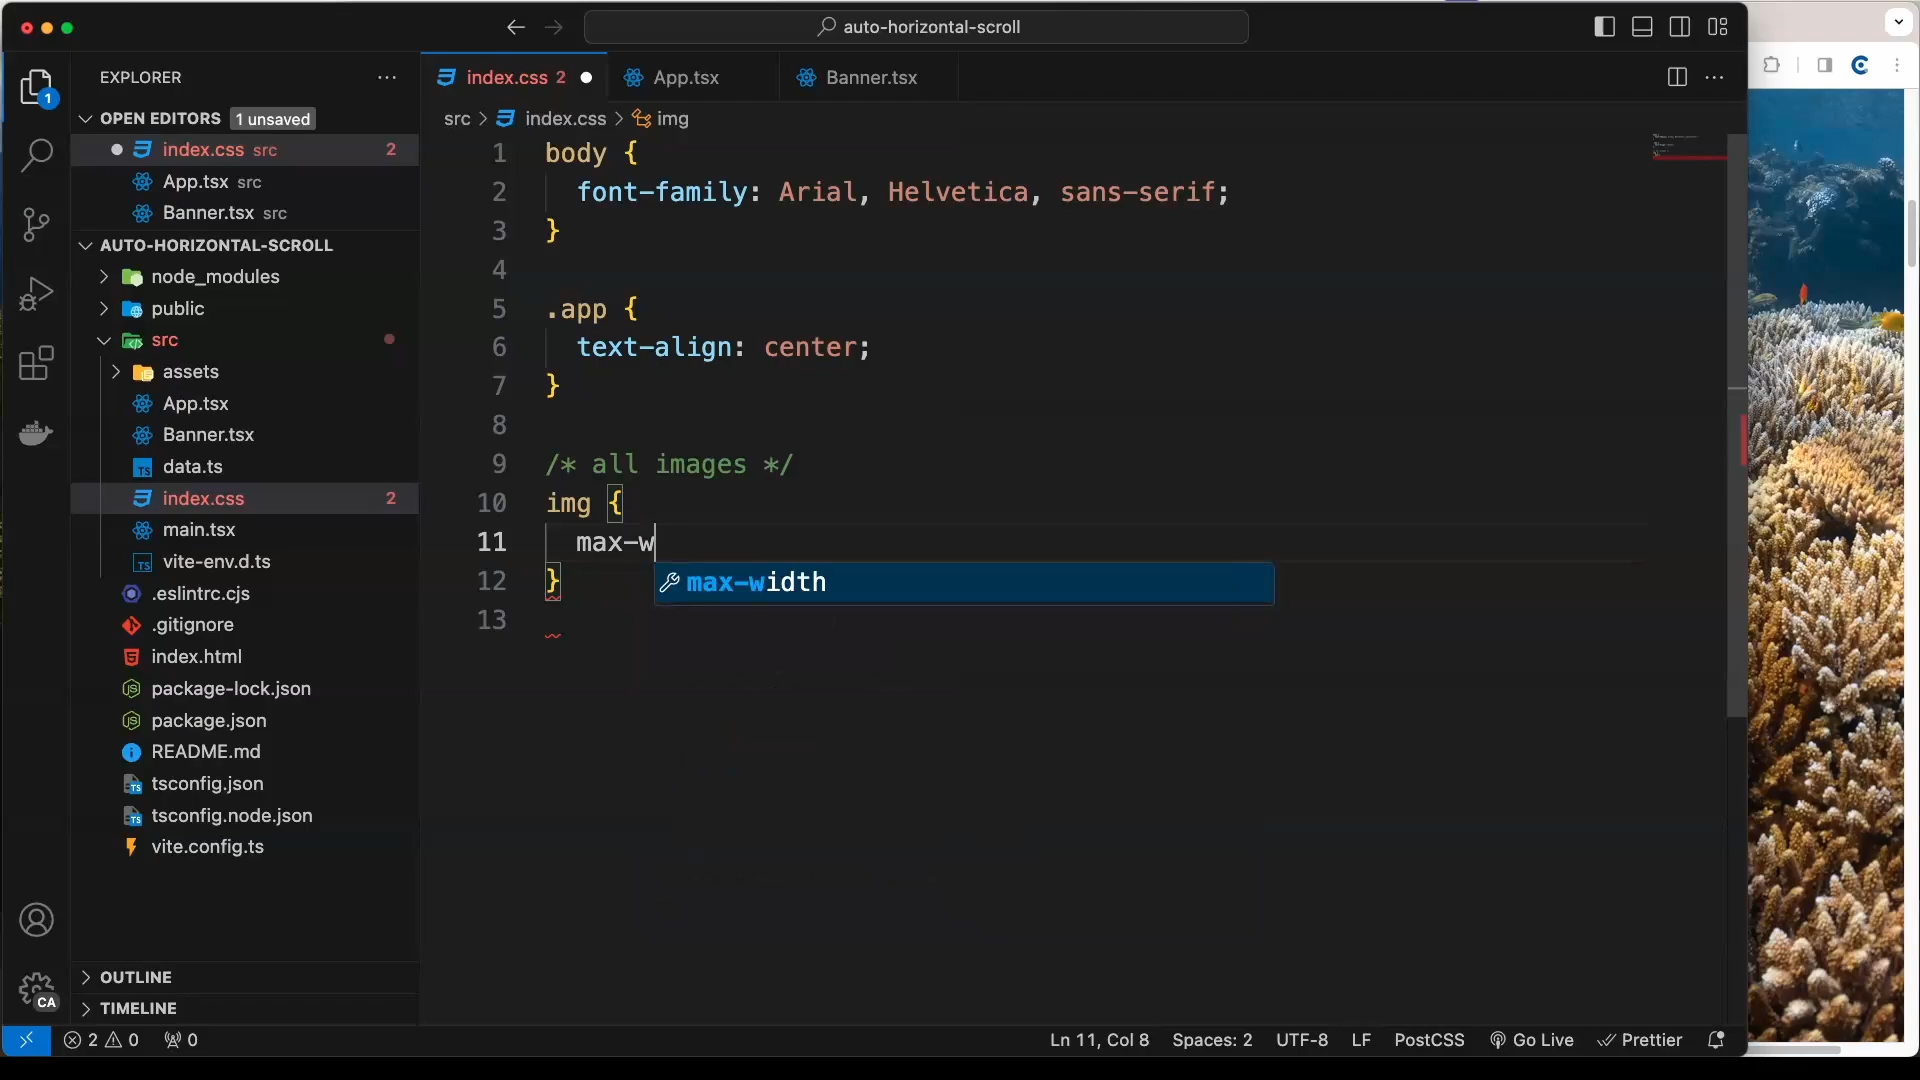 auto-horizontal-scroll
1
EXPLORER
OPEN EDITORS 1 unsaved
index.css src 2
App.tsx src
Banner.tsx src
AUTO-HORIZONTAL-SCROLL
node_modules
public
src
assets
App.tsx
Banner.tsx
TS data.ts
index.css 2
main.tsx
TS vite-env.d.ts
.eslintrc.cjs
.gitignore
index.html
package-lock.json
package.json
README.md
TS tsconfig.json
TS tsconfig.node.json
vite.config.ts
OUTLINE
TIMELINE
CA
index.css 2
App.tsx
Banner.tsx
src > index.css > img
1 body {
2 font-family: Arial, Helvetica, sans-serif;
3 }
4
5 .app {
6 text-align: center;
7 }
8
9 /* all images */
10 img {
11 max-w
max-width
12 }
13
2 0 0
Ln 11, Col 8 Spaces: 2 UTF-8 LF PostCSS Go Live Prettier